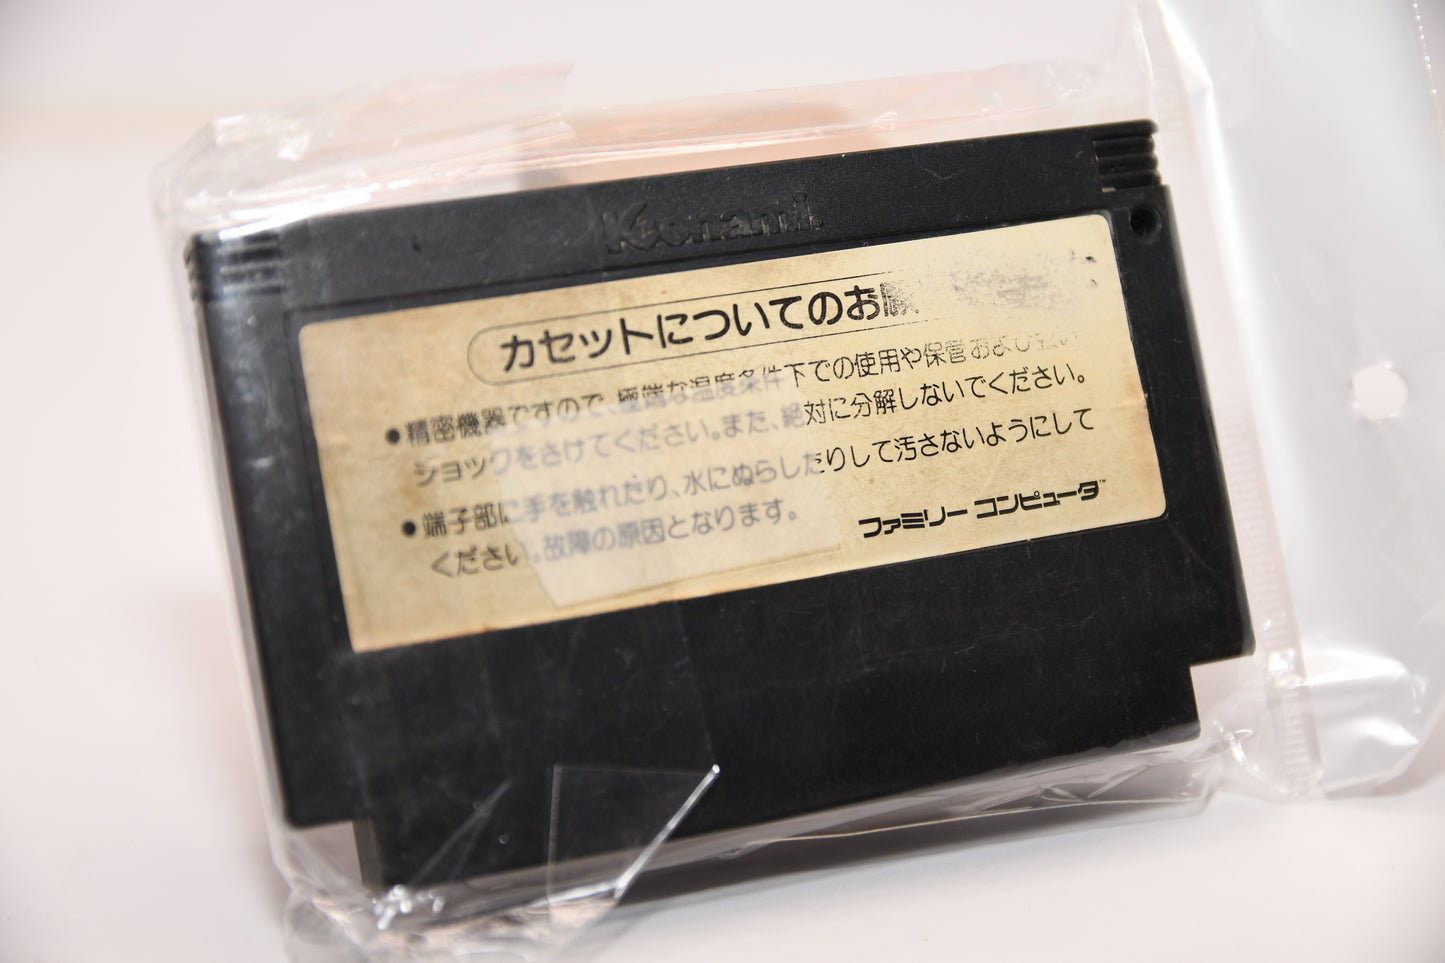 Konami
カセットについてのお願
●精密機器ですので、極端な温度条件下での使用や保管および強い
ショックをさけてください。また、絶対に分解しないでください。
●端子部に手を触れたり、水にぬらしたりして汚さないようにして
ください。故障の原因となります。
ファミリー コンピュータ™